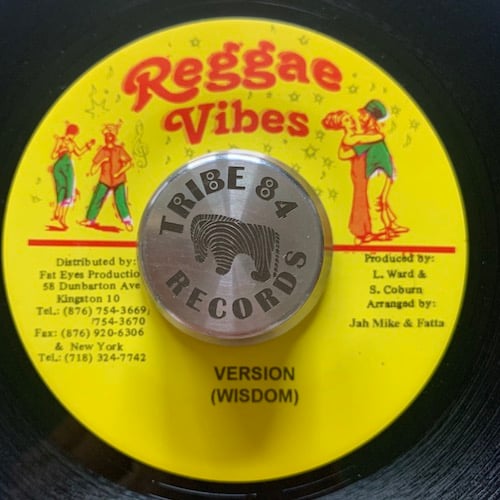 Reggae
Vibes
TRIBE 84
RECORDS
Distributed by:
Fat Eyes Productio
58 Dunbarton Ave
Kingston 10
Tel.: (876) 754-3669,
/754-3670
Fax: (876) 920-6306
& New York
Tel.: (718) 324-7742
Produced by:
L. Ward &
S. Coburn
Arranged by:
Jah Mike & Fatta
VERSION
(WISDOM)